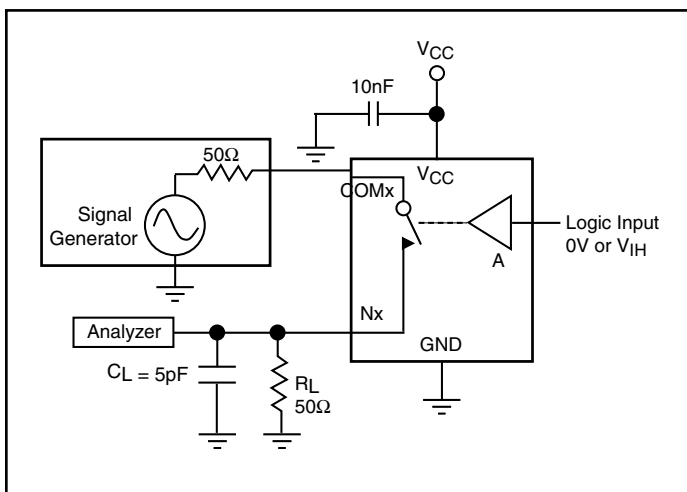 V_CC
10nF
50Ω
Signal
Generator
COMx
V_CC
Logic Input
0V or V_IH
A
Nx
Analyzer
GND
C_L = 5pF
R_L
50Ω